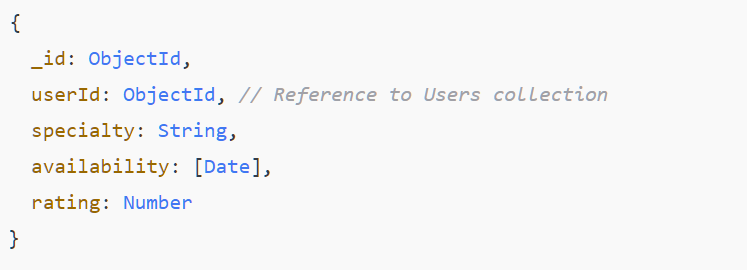 {
  _id: ObjectId,
  userId: ObjectId, // Reference to Users collection
  specialty: String,
  availability: [Date],
  rating: Number
}